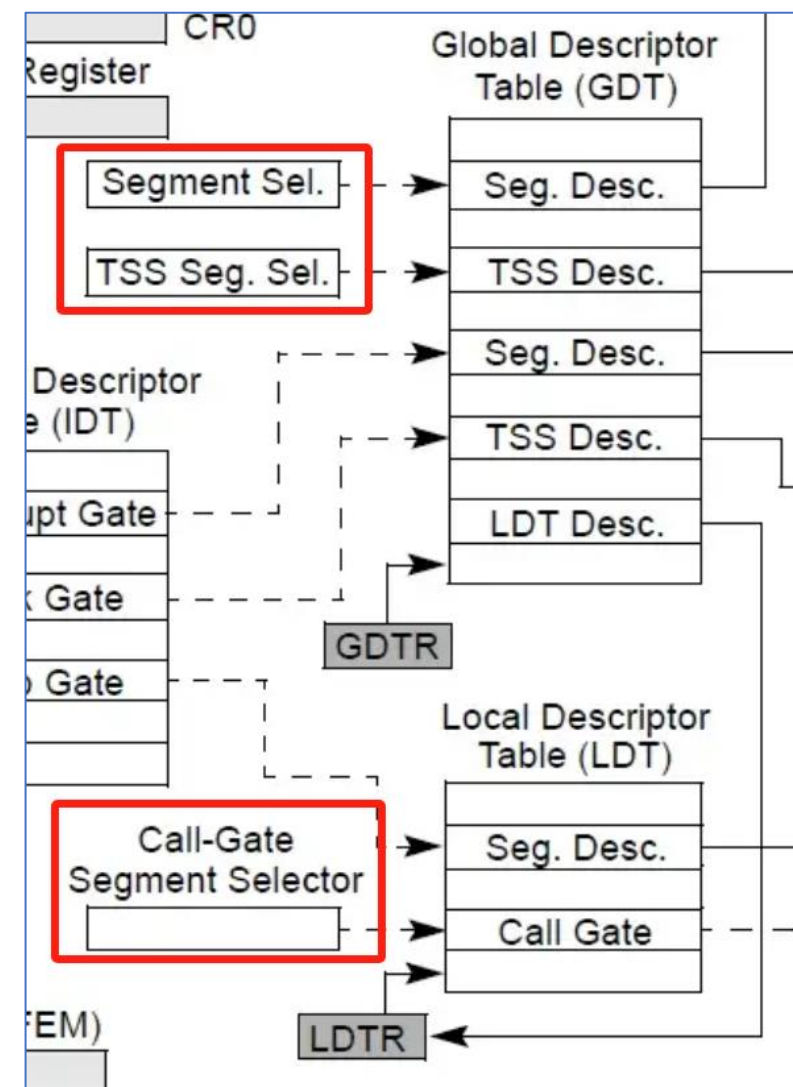 CR0
Register
Global Descriptor
Table (GDT)
Segment Sel.
Seg. Desc.
TSS Seg. Sel.
TSS Desc.
Seg. Desc.
Descriptor
(IDT)
TSS Desc.
Gate
LDT Desc.
Gate
GDTR
Gate
Local Descriptor
Table (LDT)
Call-Gate
Segment Selector
Seg. Desc.
Call Gate
LDTR